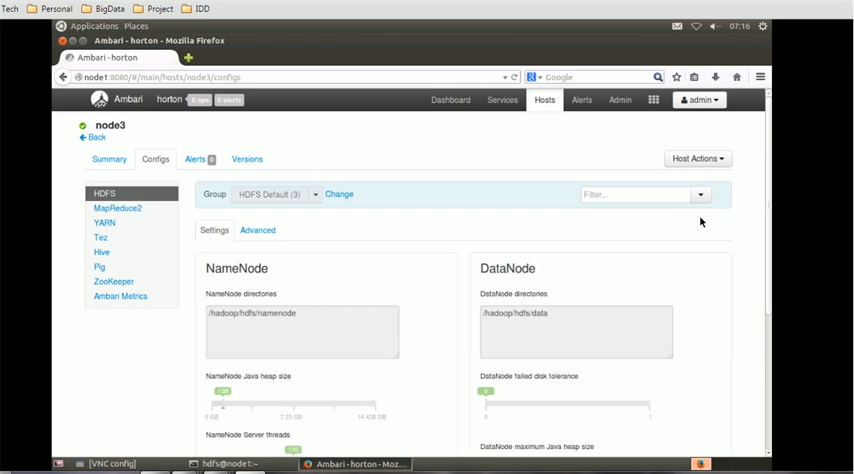 Tech Personal BigData Project IDD
Applications Places 07:16
Ambari - horton - Mozilla Firefox
Ambari - horton
node1:8080/#/main/hosts/node3/configs Google
Ambari horton 0 ops 0 alerts Dashboard Services Hosts Alerts Admin admin
node3
Back
Summary Configs Alerts 0 Versions Host Actions
HDFS
MapReduce2
YARN
Tez
Hive
Pig
ZooKeeper
Ambari Metrics
Group HDFS Default (3) Change Filter...
Settings Advanced
NameNode
NameNode directories
/hadoop/hdfs/namenode
NameNode Java heap size
0 GB 7.25 GB 14.438 GB
NameNode Server threads
DataNode
DataNode directories
/hadoop/hdfs/data
DataNode failed disk tolerance
0
0 1
DataNode maximum Java heap size
[VNC config] hdfs@node1:~ Ambari - horton - Moz...